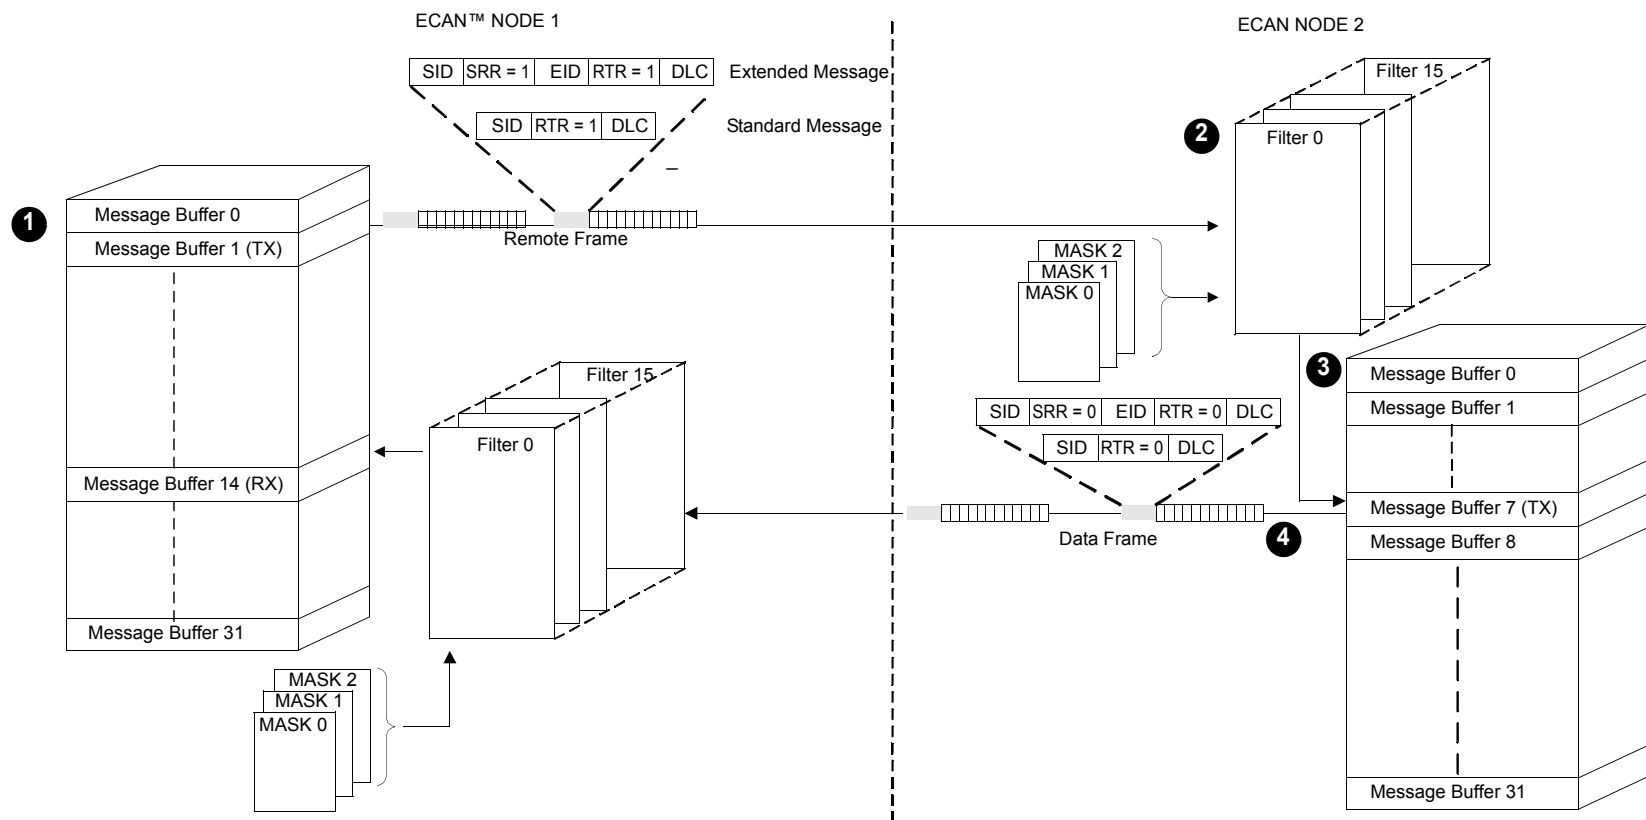 ECAN™ NODE 1
ECAN NODE 2
SID SRR = 1 EID RTR = 1 DLC Extended Message
SID RTR = 1 DLC Standard Message
–
1
Message Buffer 0
Message Buffer 1 (TX)
Message Buffer 14 (RX)
Message Buffer 31
Remote Frame
2
Filter 15
Filter 0
MASK 2
MASK 1
MASK 0
3
Message Buffer 0
Message Buffer 1
Message Buffer 7 (TX)
Message Buffer 8
Message Buffer 31
SID SRR = 0 EID RTR = 0 DLC
SID RTR = 0 DLC
Data Frame
4
Filter 15
Filter 0
MASK 2
MASK 1
MASK 0